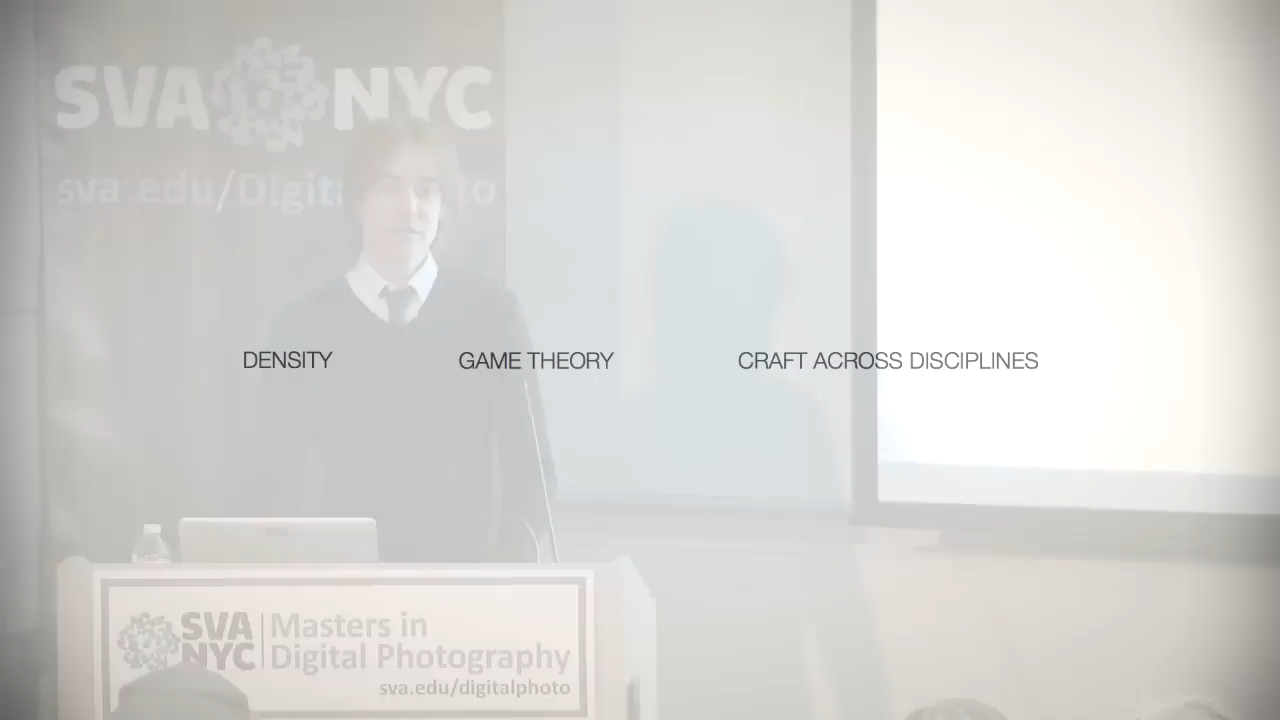 SVA NYC
sva.edu/Digita to
DENSITY GAME THEORY CRAFT ACROSS DISCIPLINES
SVA NYC
Masters in
Digital Photography
sva.edu/digitalphoto